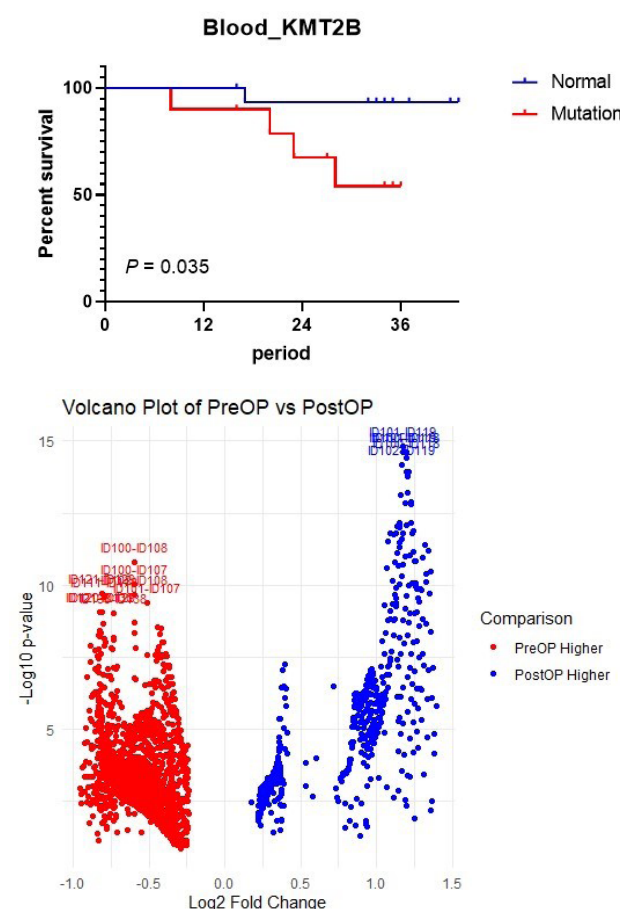 Blood_KMT2B
Percent survival
100
50
0
P = 0.035
0 12 24 36
period
Normal
Mutation
Volcano Plot of PreOP vs PostOP
-Log10 p-value
15
10
5
ID100-ID108
ID100-ID107
ID101-ID107
-1.0 -0.5 0.0 0.5 1.0 1.5
Log2 Fold Change
Comparison
PreOP Higher
PostOP Higher